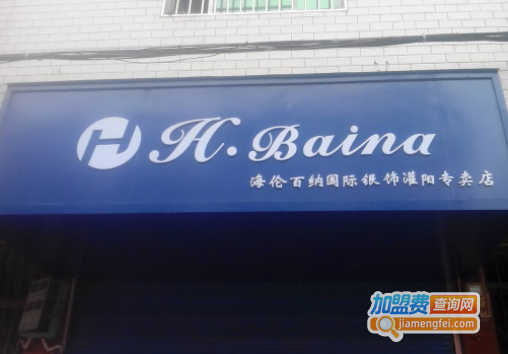 H. Baina
海伦百纳国际银饰灌阳专卖店
加盟费查询网
jiamengfei.com